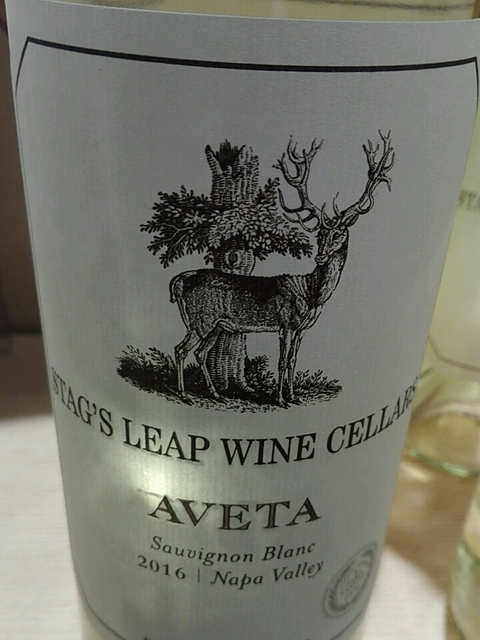 STAG'S LEAP WINE CELLARS
AVETA
Sauvignon Blanc
2016 | Napa Valley